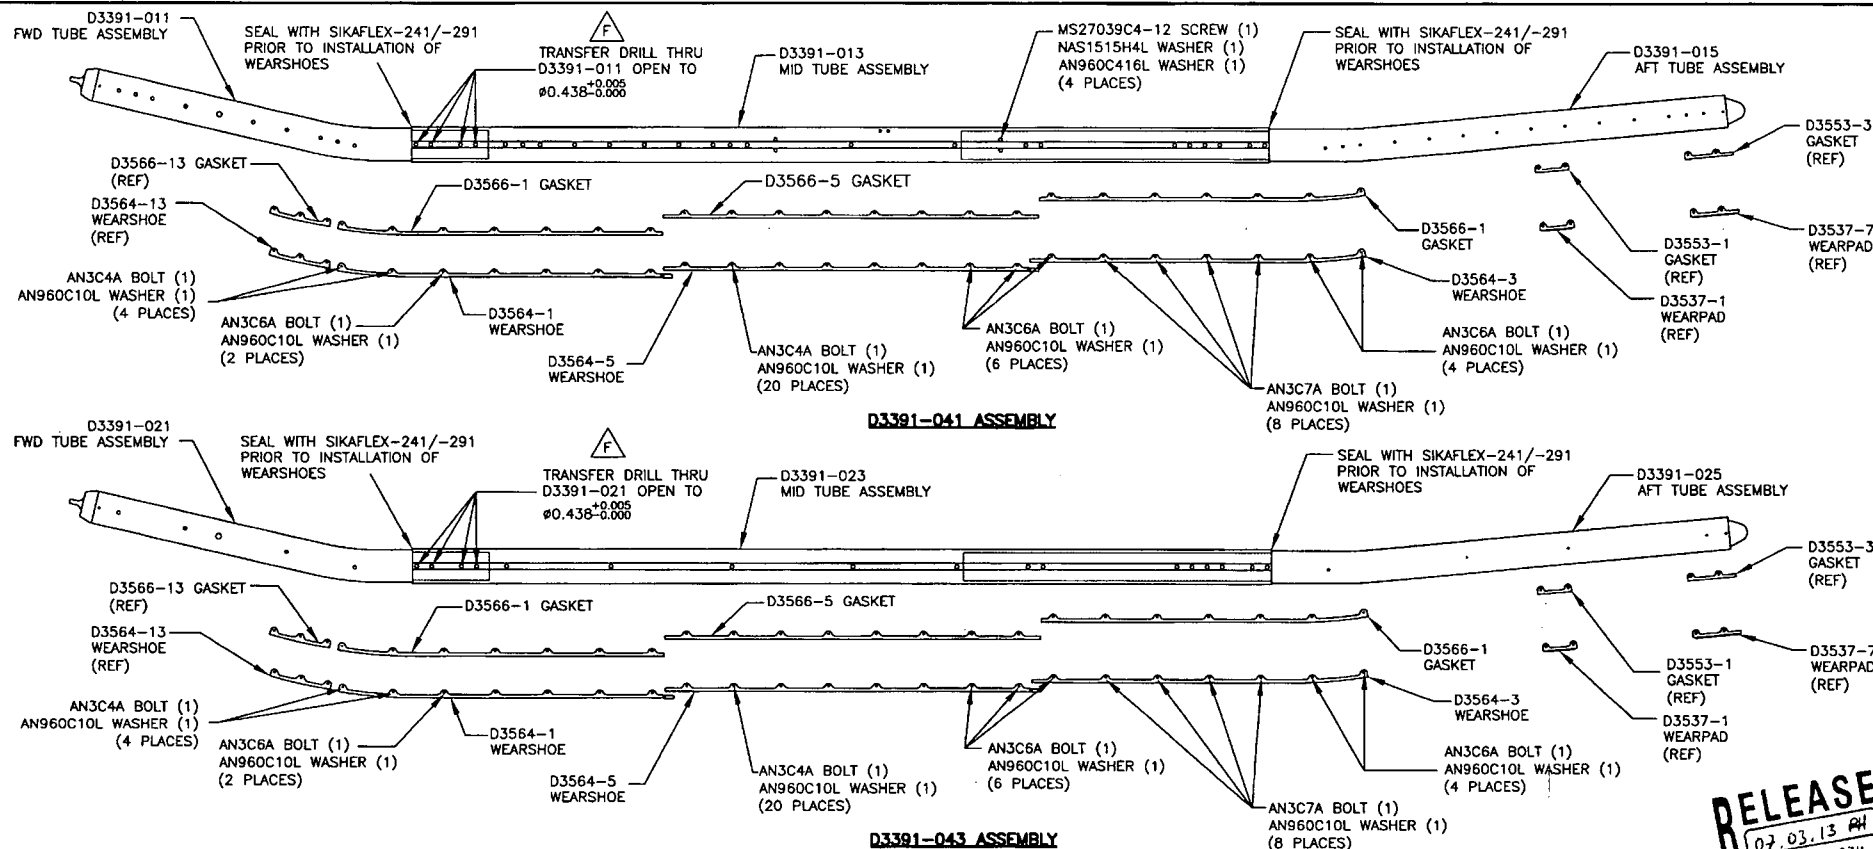 D3391-011
FWD TUBE ASSEMBLY
SEAL WITH SIKAFLEX-241/-291
PRIOR TO INSTALLATION OF
WEARSHOES
F
TRANSFER DRILL THRU
D3391-011 OPEN TO
ø0.438+0.005-0.000
D3391-013
MID TUBE ASSEMBLY
MS27039C4-12 SCREW (1)
NAS1515H4L WASHER (1)
AN960C416L WASHER (1)
(4 PLACES)
SEAL WITH SIKAFLEX-241/-291
PRIOR TO INSTALLATION OF
WEARSHOES
D3391-015
AFT TUBE ASSEMBLY
D3553-3
GASKET
(REF)
D3566-13 GASKET
(REF)
D3564-13
WEARSHOE
(REF)
D3566-1 GASKET
D3566-5 GASKET
D3566-1
GASKET
D3553-1
GASKET
(REF)
D3537-7
WEARPAD
(REF)
AN3C4A BOLT (1)
AN960C10L WASHER (1)
(4 PLACES)
AN3C6A BOLT (1)
AN960C10L WASHER (1)
(2 PLACES)
D3564-1
WEARSHOE
D3564-5
WEARSHOE
AN3C4A BOLT (1)
AN960C10L WASHER (1)
(20 PLACES)
AN3C6A BOLT (1)
AN960C10L WASHER (1)
(6 PLACES)
D3564-3
WEARSHOE
D3537-1
WEARPAD
(REF)
AN3C6A BOLT (1)
AN960C10L WASHER (1)
(4 PLACES)
AN3C7A BOLT (1)
AN960C10L WASHER (1)
(8 PLACES)
D3391-041 ASSEMBLY
D3391-021
FWD TUBE ASSEMBLY
SEAL WITH SIKAFLEX-241/-291
PRIOR TO INSTALLATION OF
WEARSHOES
F
TRANSFER DRILL THRU
D3391-021 OPEN TO
ø0.438+0.005-0.000
D3391-023
MID TUBE ASSEMBLY
SEAL WITH SIKAFLEX-241/-291
PRIOR TO INSTALLATION OF
WEARSHOES
D3391-025
AFT TUBE ASSEMBLY
D3553-3
GASKET
(REF)
D3566-13 GASKET
(REF)
D3564-13
WEARSHOE
(REF)
D3566-1 GASKET
D3566-5 GASKET
D3566-1
GASKET
D3553-1
GASKET
(REF)
D3537-7
WEARPAD
(REF)
AN3C4A BOLT (1)
AN960C10L WASHER (1)
(4 PLACES)
AN3C6A BOLT (1)
AN960C10L WASHER (1)
(2 PLACES)
D3564-1
WEARSHOE
D3564-5
WEARSHOE
AN3C4A BOLT (1)
AN960C10L WASHER (1)
(20 PLACES)
AN3C6A BOLT (1)
AN960C10L WASHER (1)
(6 PLACES)
D3564-3
WEARSHOE
D3537-1
WEARPAD
(REF)
AN3C6A BOLT (1)
AN960C10L WASHER (1)
(4 PLACES)
AN3C7A BOLT (1)
AN960C10L WASHER (1)
(8 PLACES)
D3391-043 ASSEMBLY
RELEASE
07.03.13